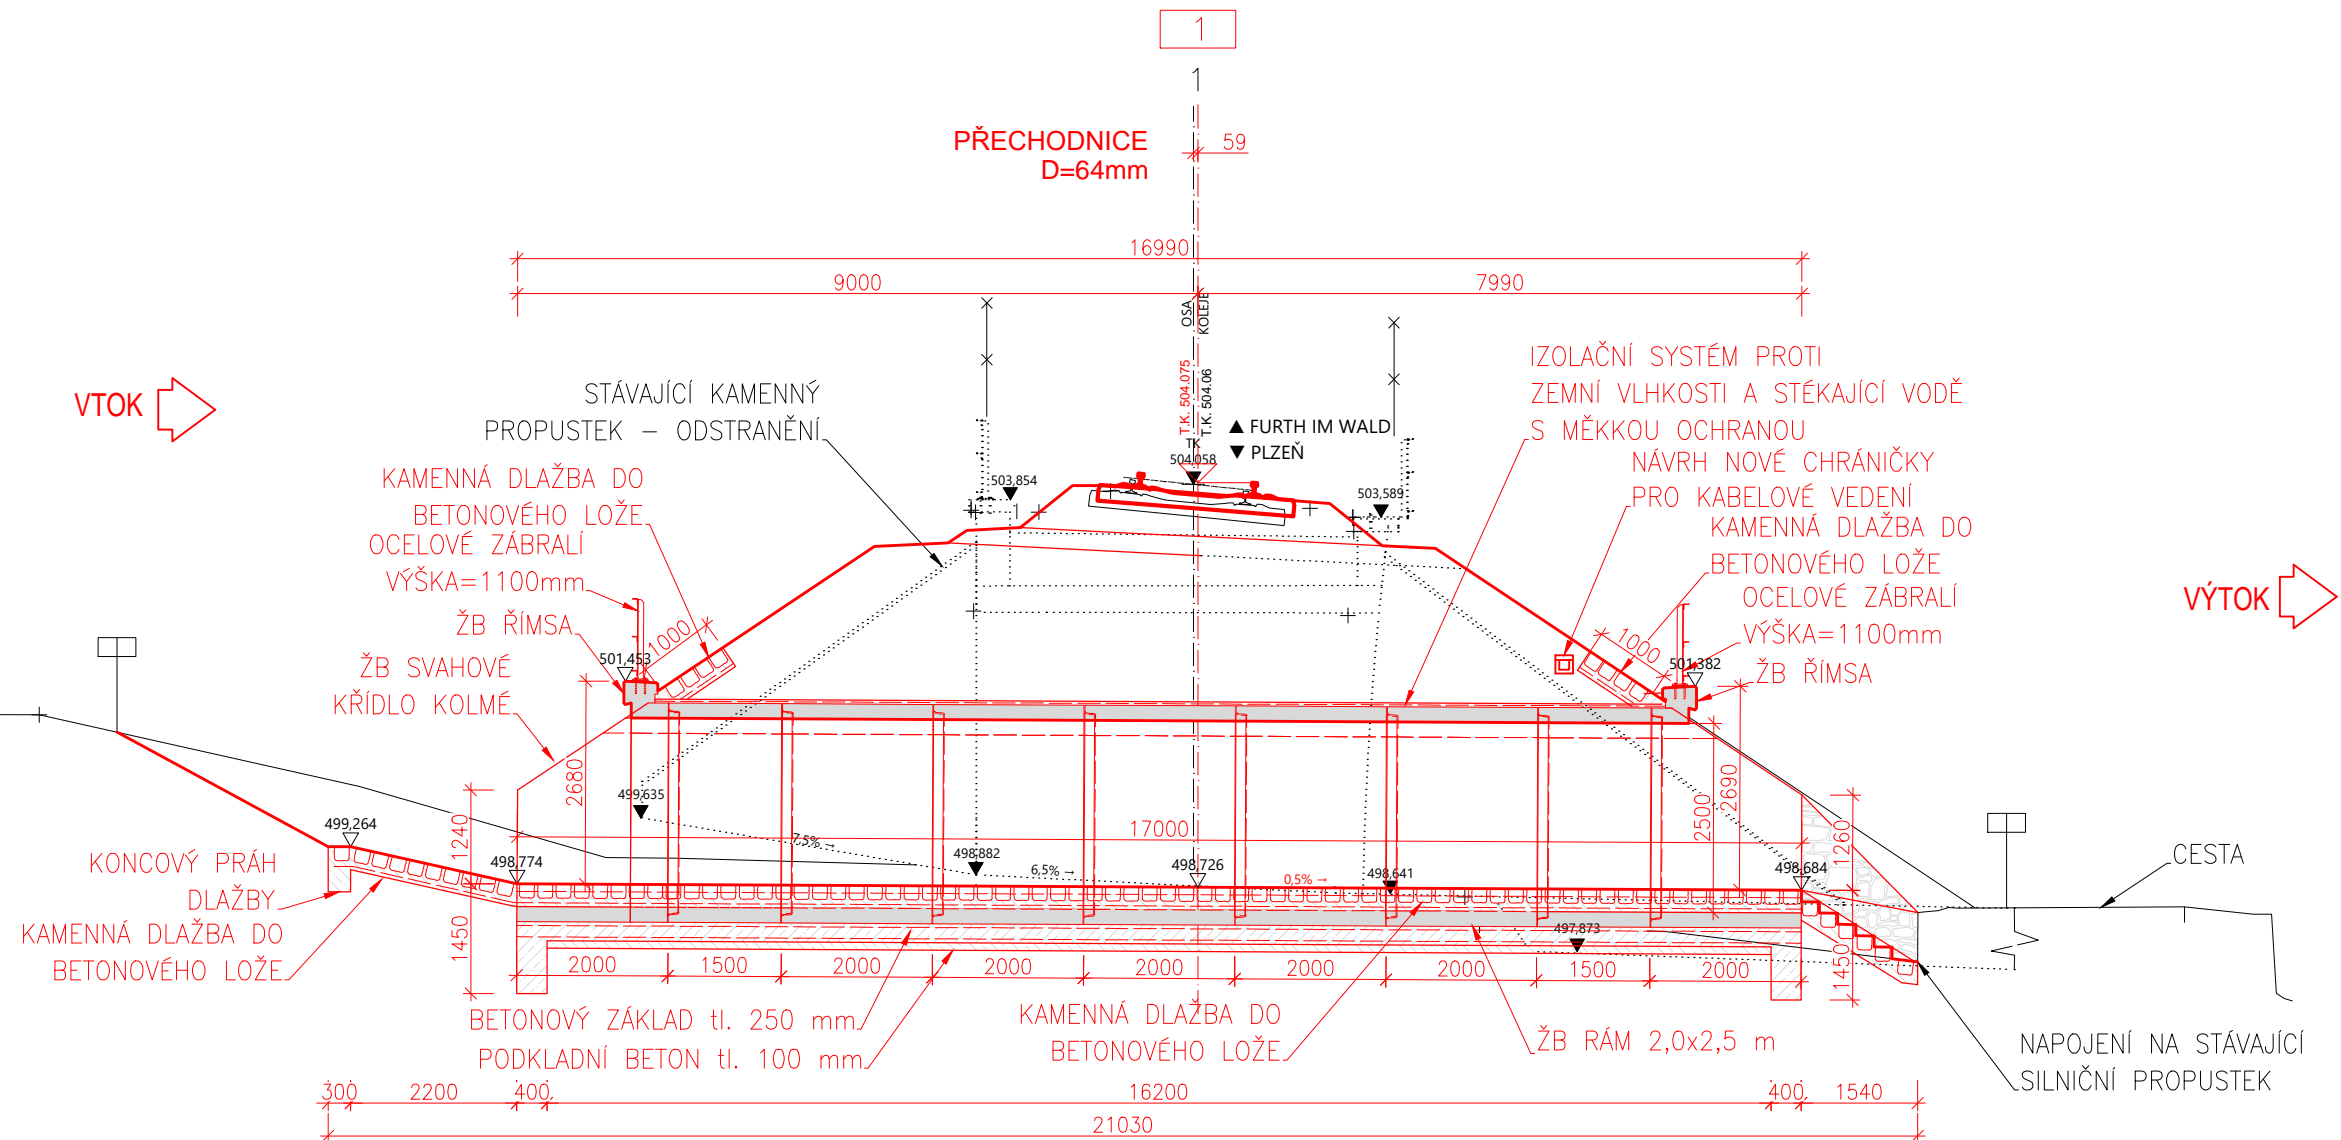 1
1
PŘECHODNICE
D=64mm
59
16990
9000
7990
OSA
KOLEJE
T.K. 504.075
T.K. 504.06
TK
504,058
▲ FURTH IM WALD
▼ PLZEŇ
VTOK
STÁVAJÍCÍ KAMENNÝ
PROPUSTEK – ODSTRANĚNÍ
IZOLAČNÍ SYSTÉM PROTI
ZEMNÍ VLHKOSTI A STÉKAJÍCÍ VODĚ
S MĚKKOU OCHRANOU
NÁVRH NOVÉ CHRÁNIČKY
PRO KABELOVÉ VEDENÍ
KAMENNÁ DLAŽBA DO
BETONOVÉHO LOŽE
OCELOVÉ ZÁBRALÍ
VÝŠKA=1100mm
ŽB ŘÍMSA
KAMENNÁ DLAŽBA DO
BETONOVÉHO LOŽE
OCELOVÉ ZÁBRALÍ
VÝŠKA=1100mm
ŽB ŘÍMSA
ŽB SVAHOVÉ
KŘÍDLO KOLMÉ
VÝTOK
503,854
503,589
1000
1000
501,453
501,382
2680
2690
2500
499,635
7,5% →
17000
1240
1260
499,264
498,774
498,882
6,5% →
498,726
0,5% →
498,641
498,684
CESTA
KONCOVÝ PRÁH
DLAŽBY
KAMENNÁ DLAŽBA DO
BETONOVÉHO LOŽE
1450
1450
497,873
2000
1500
2000
2000
2000
2000
2000
1500
2000
BETONOVÝ ZÁKLAD tl. 250 mm
PODKLADNÍ BETON tl. 100 mm
KAMENNÁ DLAŽBA DO
BETONOVÉHO LOŽE
ŽB RÁM 2,0x2,5 m
NAPOJENÍ NA STÁVAJÍCÍ
SILNIČNÍ PROPUSTEK
300
2200
400
16200
400
1540
21030